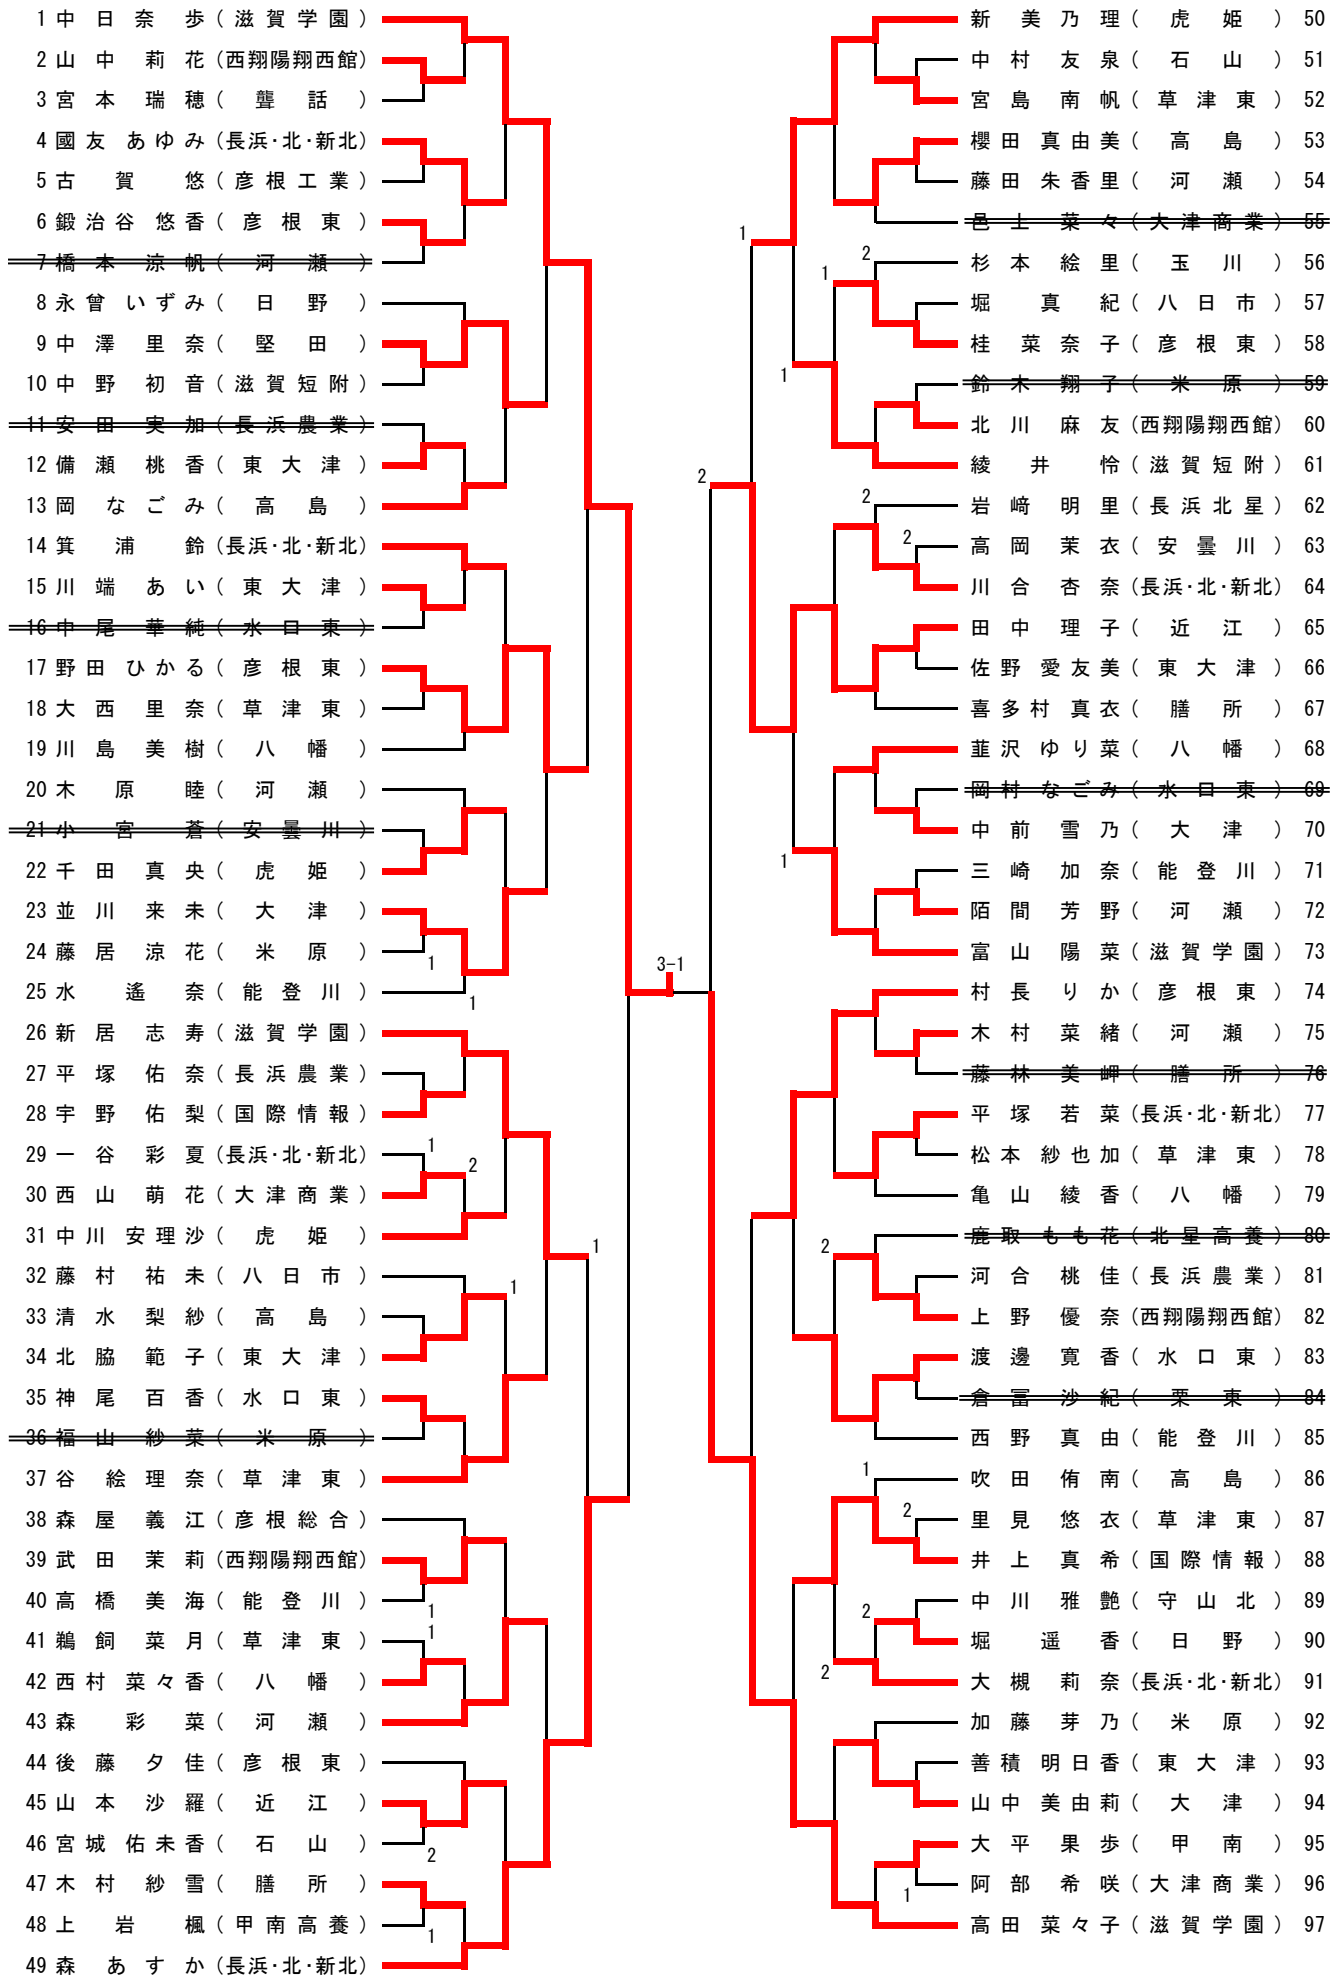 1 中日奈歩 (滋賀学園)
2 山中莉花 (西翔陽翔西館)
3 宮本瑞穂 (聾話)
4 國友あゆみ (長浜・北・新北)
5 古賀悠 (彦根工業)
6 鍛治谷悠香 (彦根東)
7 橋本涼帆 (河瀬)
8 永曾いずみ (日野)
9 中澤里奈 (堅田)
10 中野初音 (滋賀短附)
11 安田実加 (長浜農業)
12 備瀬桃香 (東大津)
13 岡なごみ (高島)
14 箕浦鈴 (長浜・北・新北)
15 川端あい (東大津)
16 中尾華純 (水口東)
17 野田ひかる (彦根東)
18 大西里奈 (草津東)
19 川島美樹 (八幡)
20 木原睦 (河瀬)
21 小宮蒼 (安曇川)
22 千田真央 (虎姫)
23 並川来未 (大津)
24 藤居涼花 (米原)
1
25 水遙奈 (能登川)
1
26 新居志寿 (滋賀学園)
27 平塚佑奈 (長浜農業)
28 宇野佑梨 (国際情報)
29 一谷彩夏 (長浜・北・新北)
1
2
30 西山萌花 (大津商業)
31 中川安理沙 (虎姫)
1
32 藤村祐未 (八日市)
1
33 清水梨紗 (高島)
34 北脇範子 (東大津)
35 神尾百香 (水口東)
36 福山紗菜 (米原)
37 谷絵理奈 (草津東)
38 森屋義江 (彦根総合)
39 武田茉莉 (西翔陽翔西館)
40 高橋美海 (能登川)
1
1
41 鵜飼菜月 (草津東)
42 西村菜々香 (八幡)
43 森彩菜 (河瀬)
44 後藤夕佳 (彦根東)
45 山本沙羅 (近江)
46 宮城佑未香 (石山)
2
47 木村紗雪 (膳所)
48 上岩楓 (甲南高養)
1
49 森あすか (長浜・北・新北)
3-1
新美乃理 (虎姫) 50
中村友泉 (石山) 51
宮島南帆 (草津東) 52
櫻田真由美 (高島) 53
藤田朱香里 (河瀬) 54
邑上菜々 (大津商業) 55
1
2
杉本絵里 (玉川) 56
1
堀真紀 (八日市) 57
桂菜奈子 (彦根東) 58
1
鈴木翔子 (米原) 59
北川麻友 (西翔陽翔西館) 60
綾井怜 (滋賀短附) 61
2
2
岩﨑明里 (長浜北星) 62
2
高岡茉衣 (安曇川) 63
川合杏奈 (長浜・北・新北) 64
田中理子 (近江) 65
佐野愛友美 (東大津) 66
喜多村真衣 (膳所) 67
韮沢ゆり菜 (八幡) 68
岡村なごみ (水口東) 69
中前雪乃 (大津) 70
1
三崎加奈 (能登川) 71
陌間芳野 (河瀬) 72
富山陽菜 (滋賀学園) 73
村長りか (彦根東) 74
木村菜緒 (河瀬) 75
藤林美岬 (膳所) 76
平塚若菜 (長浜・北・新北) 77
松本紗也加 (草津東) 78
亀山綾香 (八幡) 79
2
鹿取もも花 (北星高養) 80
河合桃佳 (長浜農業) 81
上野優奈 (西翔陽翔西館) 82
渡邊寛香 (水口東) 83
倉冨沙紀 (栗東) 84
西野真由 (能登川) 85
1
吹田侑南 (高島) 86
2
里見悠衣 (草津東) 87
井上真希 (国際情報) 88
中川雅艶 (守山北) 89
2
堀遥香 (日野) 90
2
大槻莉奈 (長浜・北・新北) 91
加藤芽乃 (米原) 92
善積明日香 (東大津) 93
山中美由莉 (大津) 94
大平果歩 (甲南) 95
1
阿部希咲 (大津商業) 96
高田菜々子 (滋賀学園) 97